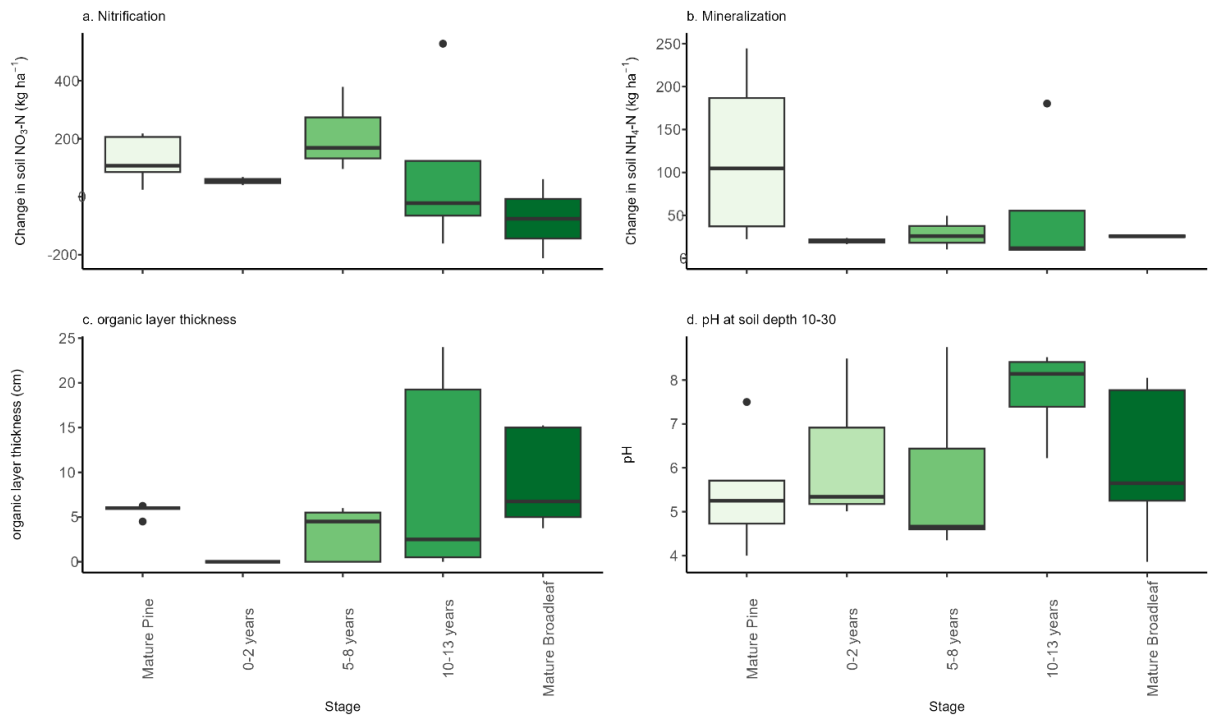 a. Nitrification
Change in soil NO₃-N (kg ha⁻¹)
400
200
0
-200
b. Mineralization
Change in soil NH₄-N (kg ha⁻¹)
250
200
150
100
50
0
c. organic layer thickness
organic layer thickness (cm)
25
20
15
10
5
0
Mature Pine
0-2 years
5-8 years
10-13 years
Mature Broadleaf
Stage
d. pH at soil depth 10-30
pH
8
7
6
5
4
Mature Pine
0-2 years
5-8 years
10-13 years
Mature Broadleaf
Stage